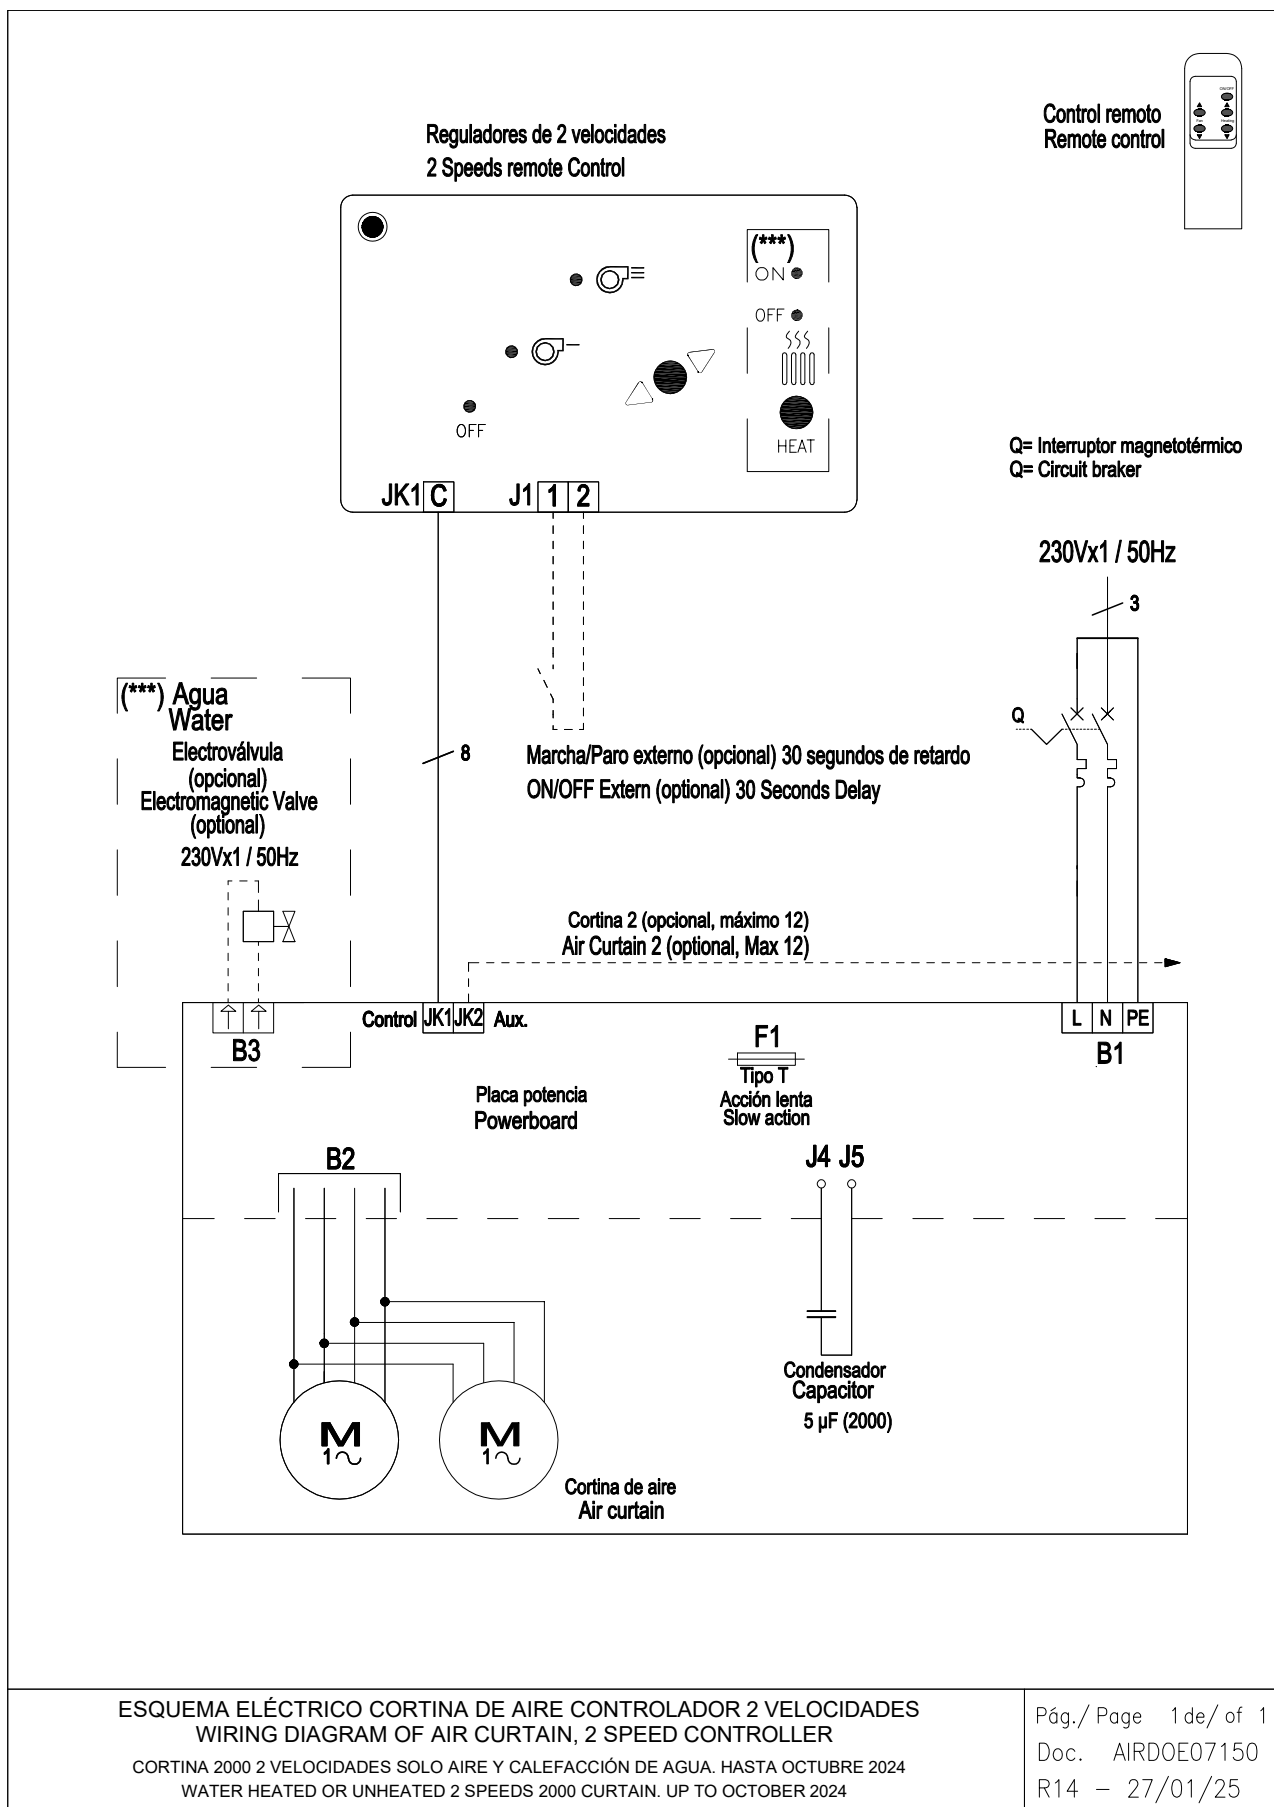 Control remoto
Remote control
ON/OFF
Fan
Heating
Reguladores de 2 velocidades
2 Speeds remote Control
(***)
ON
OFF
HEAT
OFF
JK1 C
J1 1 2
Q= Interruptor magnetotérmico
Q= Circuit braker
230Vx1 / 50Hz
3
Q
(***) Agua
Water
Electroválvula
(opcional)
Electromagnetic Valve
(optional)
230Vx1 / 50Hz
8
Marcha/Paro externo (opcional) 30 segundos de retardo
ON/OFF Extern (optional) 30 Seconds Delay
Cortina 2 (opcional, máximo 12)
Air Curtain 2 (optional, Max 12)
B3
Control JK1 JK2 Aux.
L N PE
B1
F1
Tipo T
Acción lenta
Slow action
Placa potencia
Powerboard
B2
J4 J5
M
1~
M
1~
Condensador
Capacitor
5 µF (2000)
Cortina de aire
Air curtain
ESQUEMA ELÉCTRICO CORTINA DE AIRE CONTROLADOR 2 VELOCIDADES
WIRING DIAGRAM OF AIR CURTAIN, 2 SPEED CONTROLLER
CORTINA 2000 2 VELOCIDADES SOLO AIRE Y CALEFACCIÓN DE AGUA. HASTA OCTUBRE 2024
WATER HEATED OR UNHEATED 2 SPEEDS 2000 CURTAIN. UP TO OCTOBER 2024
Pág./ Page 1 de/ of 1
Doc. AIRDOE07150
R14 - 27/01/25